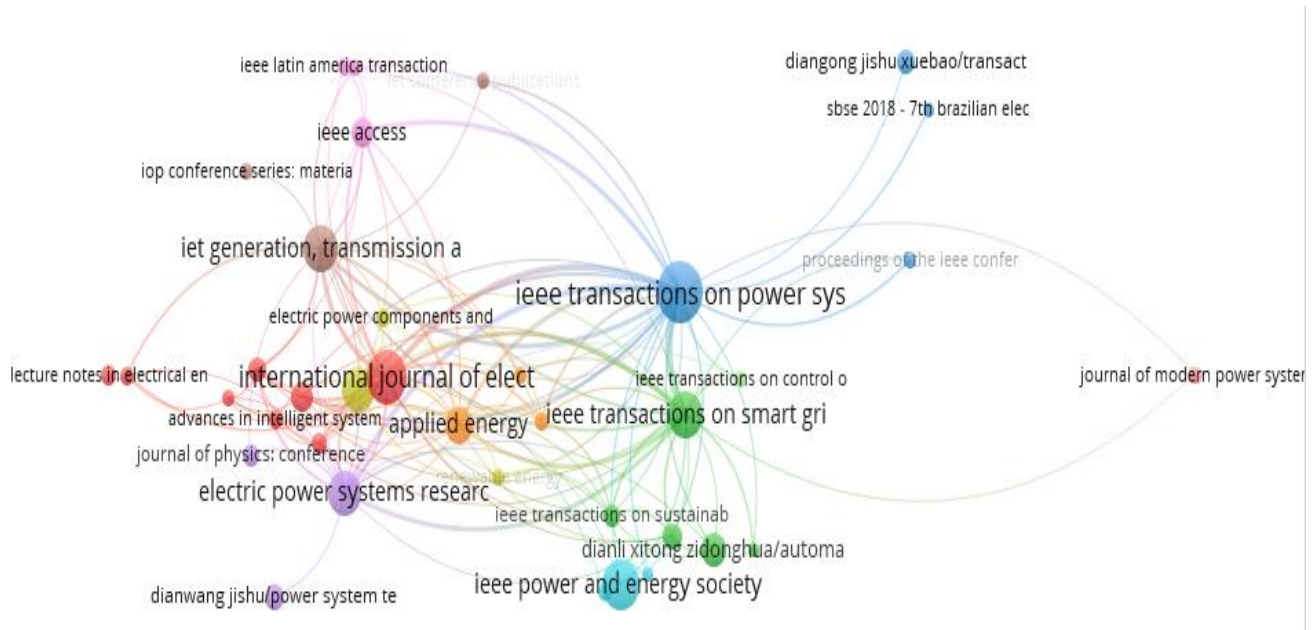 ieee latin america transaction
iet conference publications
diangong jishu xuebao/transact
sbse 2018 - 7th brazilian elec
ieee access
iop conference series: materia
iet generation, transmission a
proceedings of the ieee confer
ieee transactions on power sys
electric power components and
lecture notes in electrical en
international journal of elect
ieee transactions on control o
journal of modern power system
advances in intelligent system
applied energy
ieee transactions on smart gri
journal of physics: conference
renewable energy
electric power systems researc
ieee transactions on sustainab
dianli xitong zidonghua/automa
ieee power and energy society
dianwang jishu/power system te